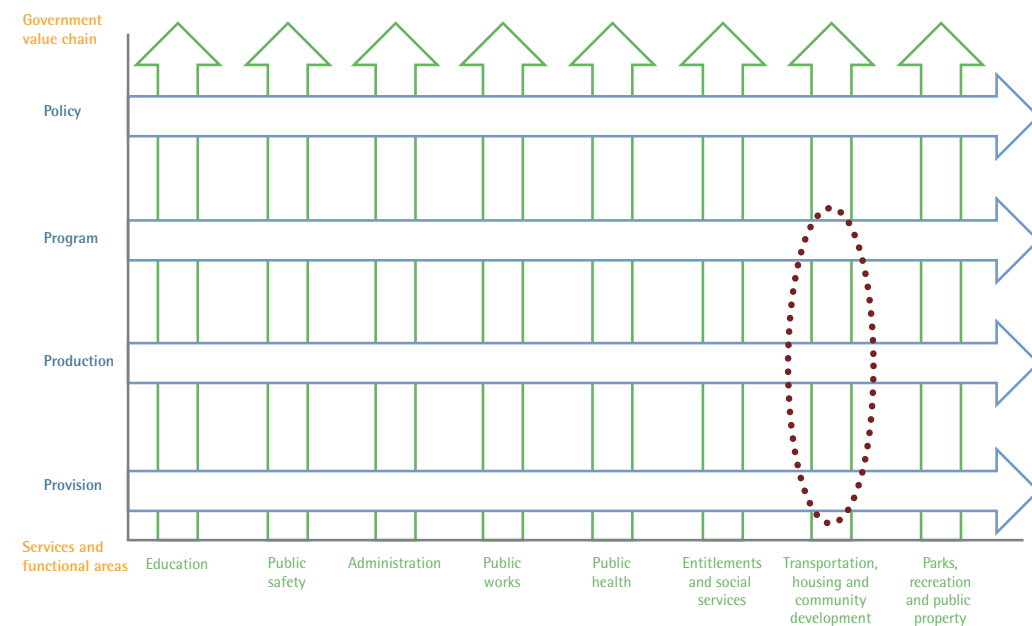 Government
value chain
Policy
Program
Production
Provision
Services and
functional areas
Education
Public
safety
Administration
Public
works
Public
health
Entitlements
and social
services
Transportation,
housing and
community
development
Parks,
recreation
and public
property